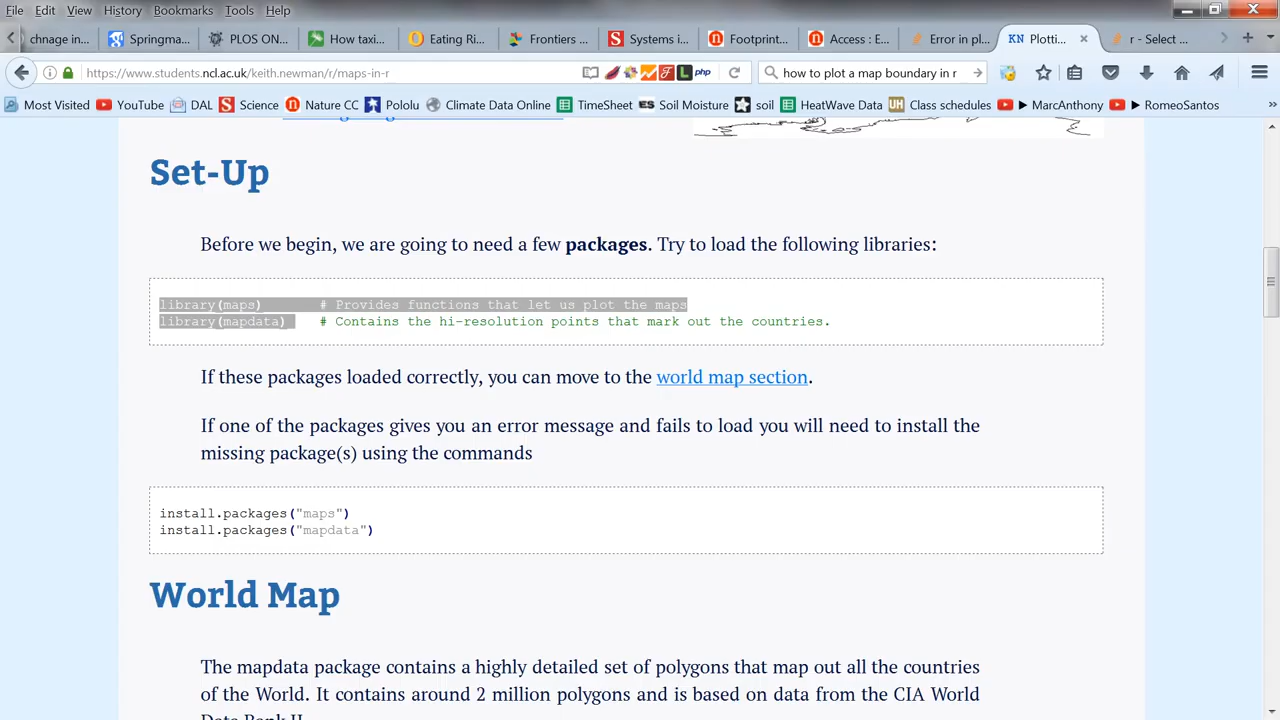 File Edit View History Bookmarks Tools Help
chnage in... Springma... PLOS ON... How taxi... Eating Ri... Frontiers ... Systems i... Footprint... Access : E... Error in pl... KN Plotti... r - Select ...
https://www.students.ncl.ac.uk/keith.newman/r/maps-in-r php how to plot a map boundary in r
Most Visited YouTube DAL Science Nature CC Pololu Climate Data Online TimeSheet ES Soil Moisture soil HeatWave Data UH Class schedules ▶ MarcAnthony ▶ RomeoSantos »
Set-Up
Before we begin, we are going to need a few packages. Try to load the following libraries:
library(maps) # Provides functions that let us plot the maps
library(mapdata) # Contains the hi-resolution points that mark out the countries.
If these packages loaded correctly, you can move to the world map section.
If one of the packages gives you an error message and fails to load you will need to install the
missing package(s) using the commands
install.packages("maps")
install.packages("mapdata")
World Map
The mapdata package contains a highly detailed set of polygons that map out all the countries
of the World. It contains around 2 million polygons and is based on data from the CIA World
Data Bank II.